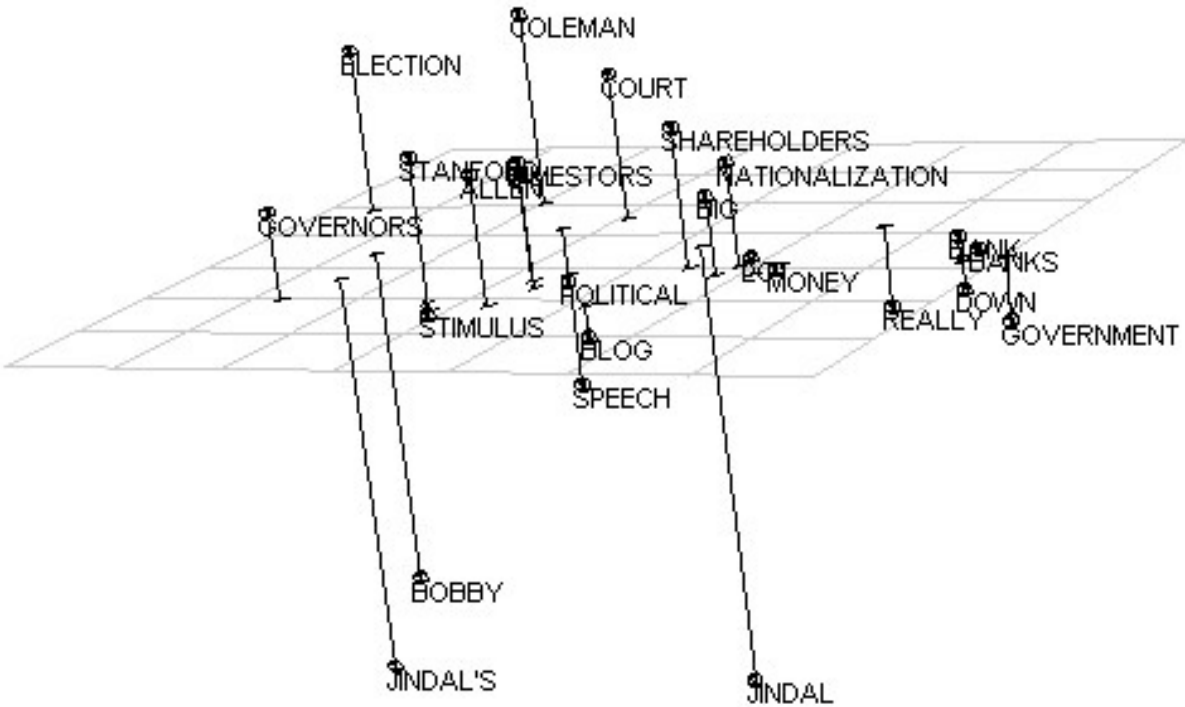 COLEMAN
ELECTION
COURT
SHAREHOLDERS
STANFORD
INVESTORS
NATIONALIZATION
ALLEN
BIG
GOVERNORS
BANK
BANKS
MONEY
POLITICAL
DOWN
REALLY
STIMULUS
GOVERNMENT
BLOG
SPEECH
BOBBY
JINDAL'S
JINDAL